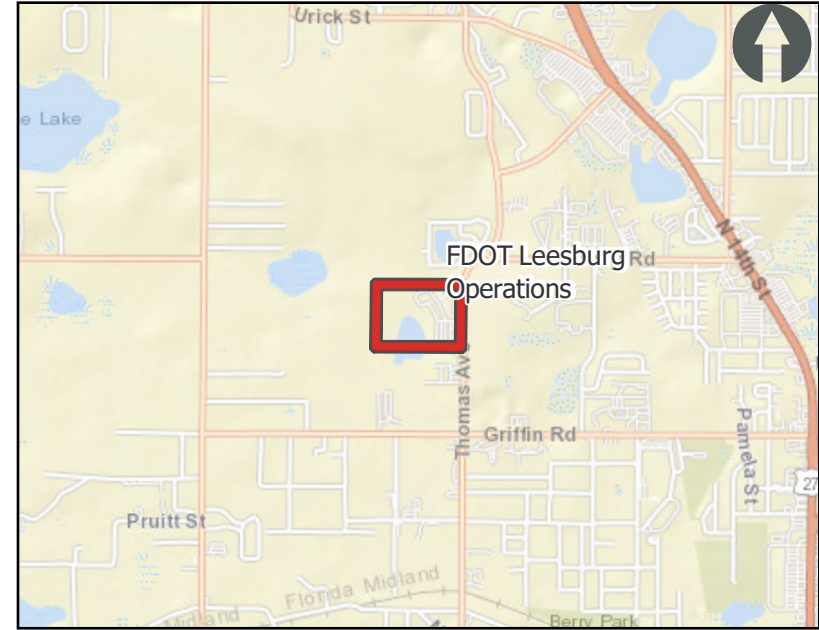 Urick St
e Lake
N 14th St
FDOT Leesburg
Operations
Rd
Thomas Ave
Griffin Rd
Pamela St
27
Pruitt St
Florida Midland
Midland
Berry Park